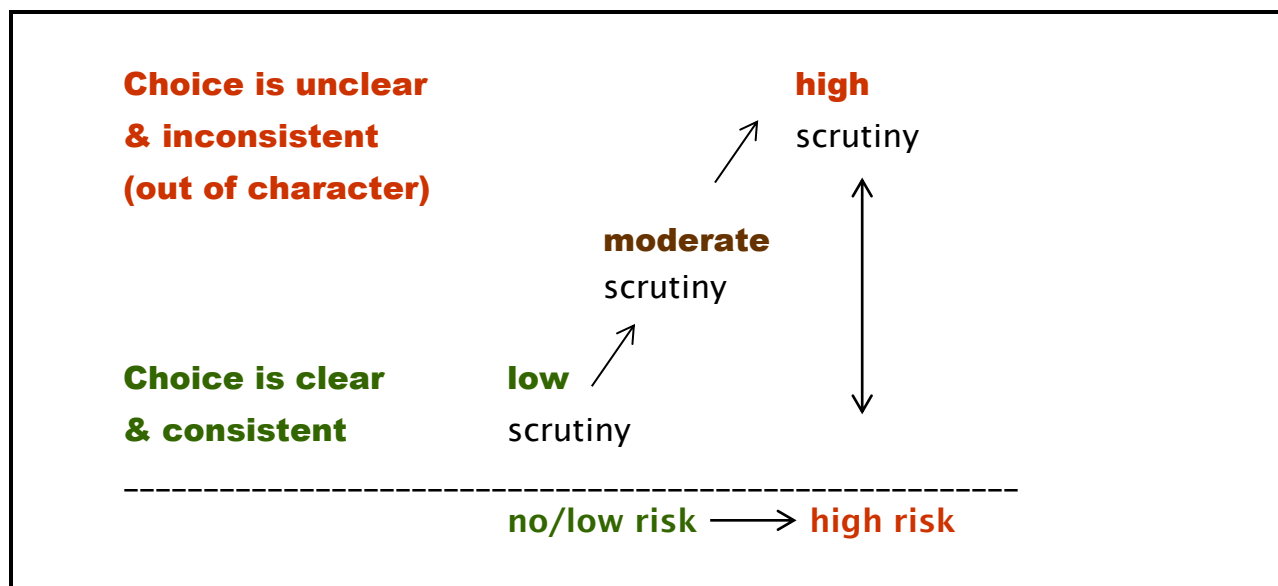 Choice is unclear
& inconsistent
(out of character)
high
scrutiny
moderate
scrutiny
Choice is clear
& consistent
low
scrutiny
no/low risk
high risk